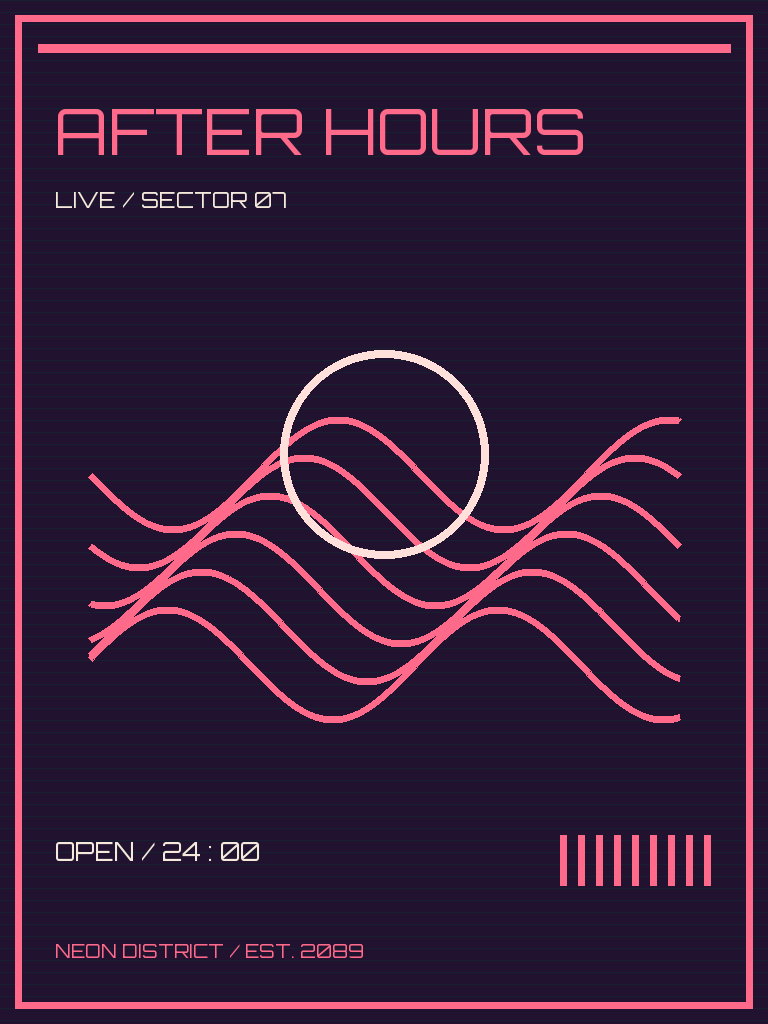 AFTER HOURS
LIVE / SECTOR 07
OPEN / 24 : 00
NEON DISTRICT / EST. 2089